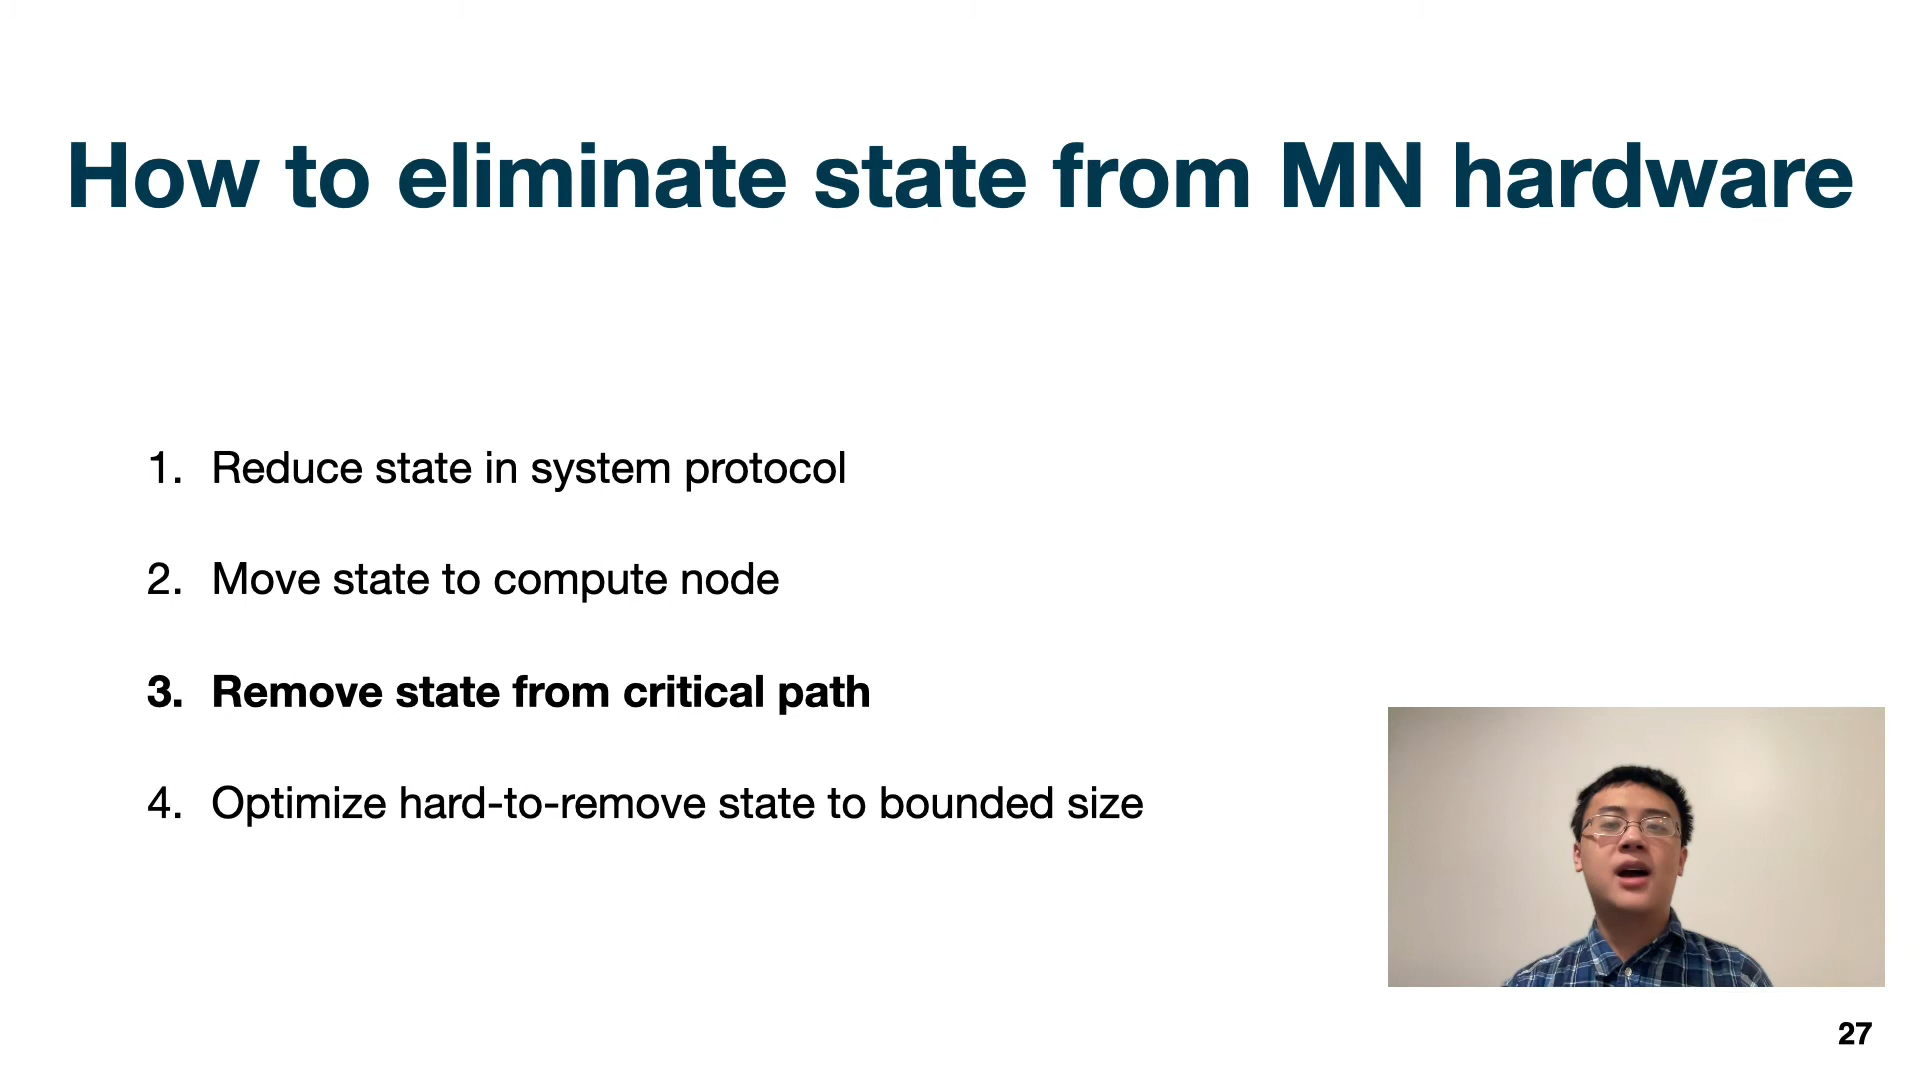 How to eliminate state from MN hardware
1. Reduce state in system protocol
2. Move state to compute node
3. Remove state from critical path
4. Optimize hard-to-remove state to bounded size
27